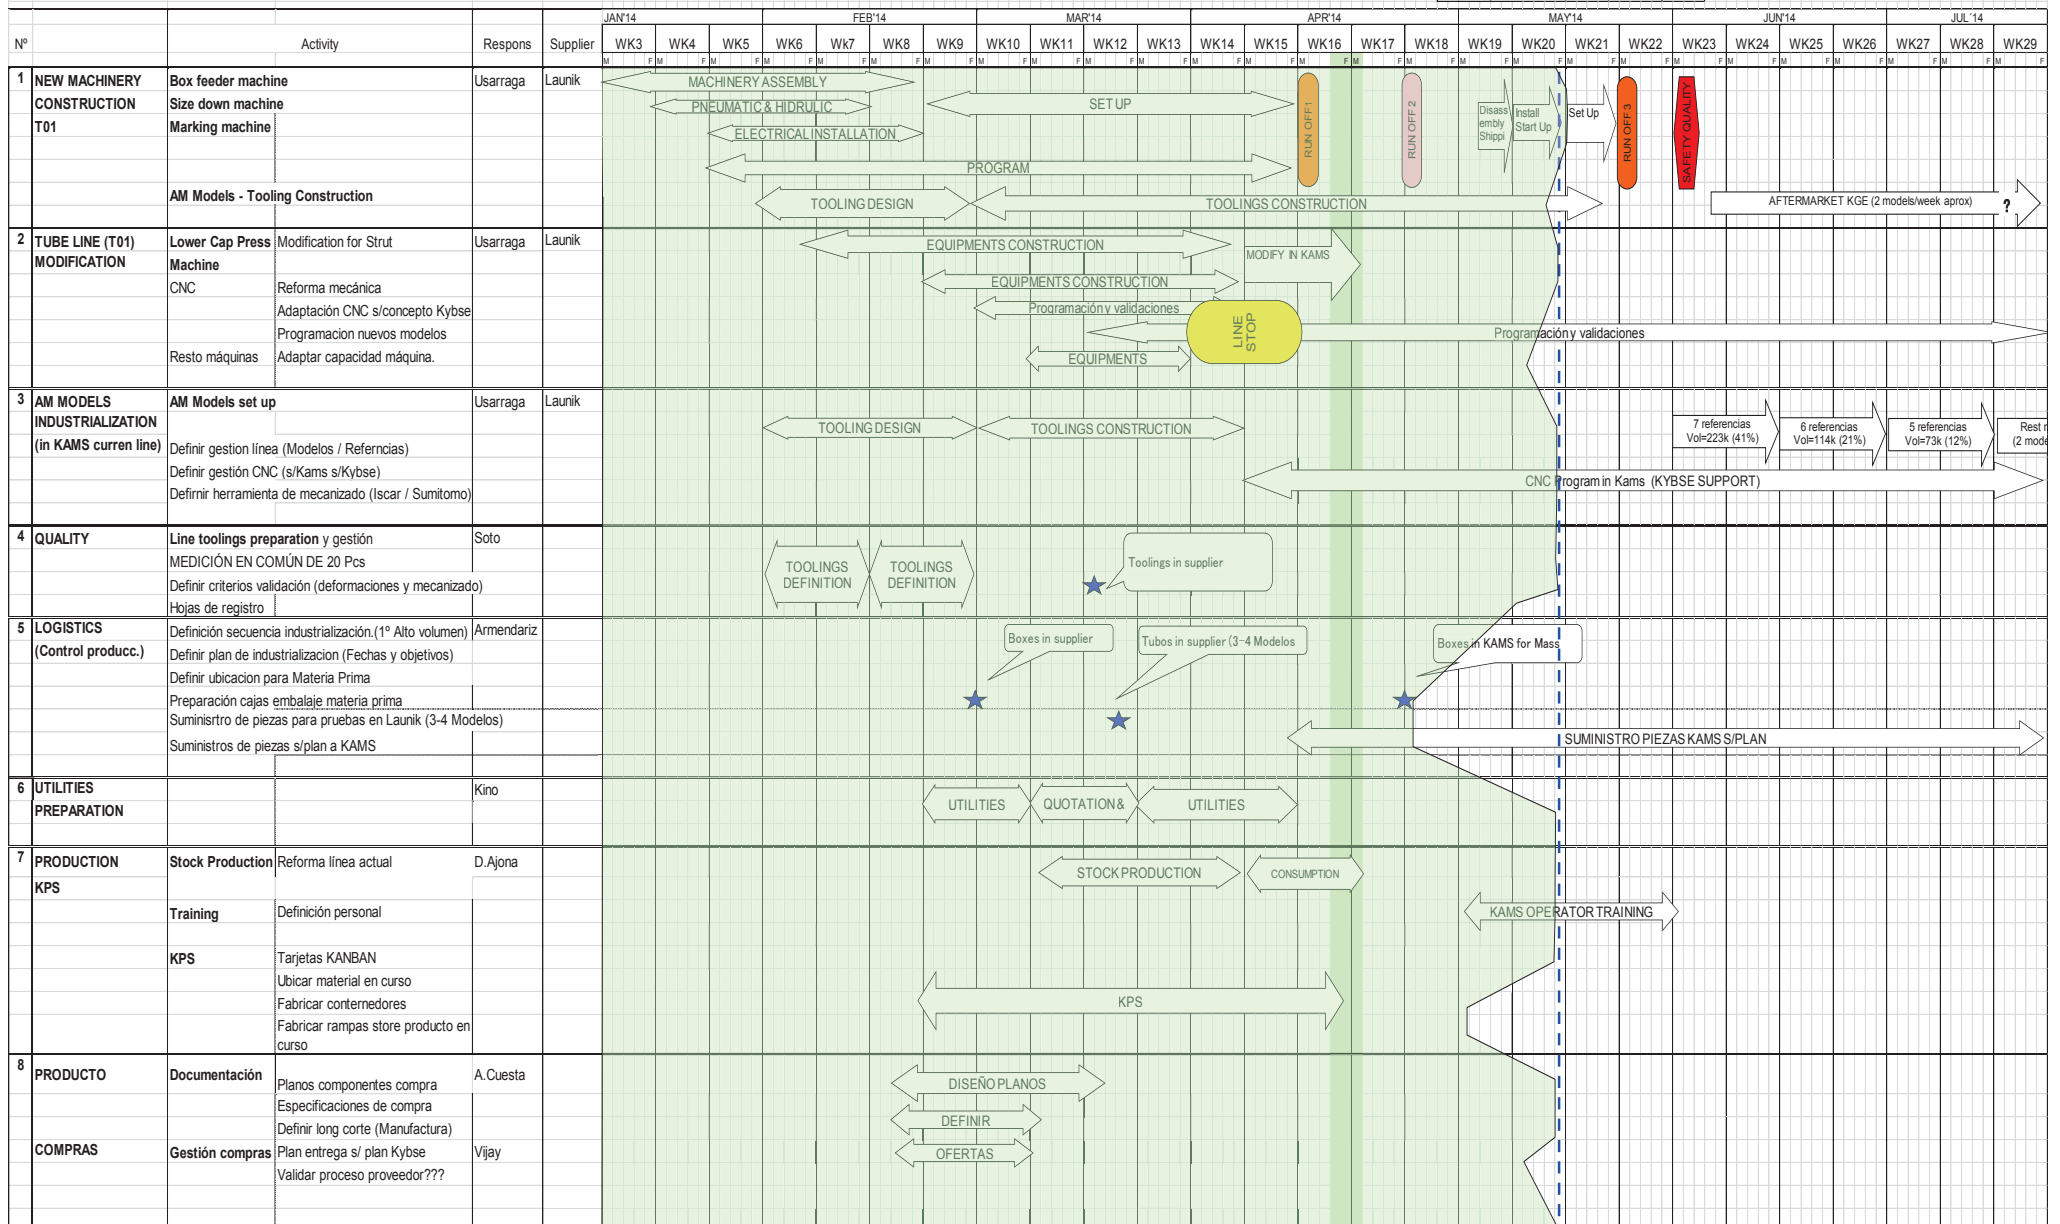 JAN'14 FEB'14 MAR'14 APR'14 MAY'14 JUN'14 JUL´14
Nº Activity Respons Supplier WK3 WK4 WK5 WK6 Wk7 WK8 WK9 WK10 WK11 WK12 WK13 WK14 WK15 WK16 WK17 WK18 WK19 WK20 WK21 WK22 WK23 WK24 WK25 WK26 WK27 WK28 WK29
M F M F M F M F M F M F M F M F M F M F M F M F M F M F M F M F M F M F M F M F M F M F M F M F M F M F M F
1 NEW MACHINERY Box feeder machine Usarraga Launik
CONSTRUCTION Size down machine
T01 Marking machine
AM Models - Tooling Construction
MACHINERY ASSEMBLY
PNEUMATIC & HIDRULIC
ELECTRICAL INSTALLATION
SET UP
PROGRAM
RUN OFF 1
RUN OFF 2
Disass
embly
Shippi
Install
Start Up
Set Up
RUN OFF 3
SAFETY QUALITY
TOOLING DESIGN
TOOLINGS CONSTRUCTION
AFTERMARKET KGE (2 models/week aprox)
?
2 TUBE LINE (T01) Lower Cap Press Modification for Strut Usarraga Launik
MODIFICATION Machine
CNC Reforma mecánica
Adaptación CNC s/concepto Kybse
Programacion nuevos modelos
Resto máquinas Adaptar capacidad máquina.
EQUIPMENTS CONSTRUCTION
MODIFY IN KAMS
EQUIPMENTS CONSTRUCTION
Programación y validaciones
LINE
STOP
Programación y validaciones
EQUIPMENTS
3 AM MODELS AM Models set up Usarraga Launik
INDUSTRIALIZATION
(in KAMS curren line) Definir gestion línea (Modelos / Referncias)
Definir gestión CNC (s/Kams s/Kybse)
Defirnir herramienta de mecanizado (Iscar / Sumitomo)
TOOLING DESIGN
TOOLINGS CONSTRUCTION
7 referencias
Vol=223k (41%)
6 referencias
Vol=114k (21%)
5 referencias
Vol=73k (12%)
Rest
(2 mode
CNC Program in Kams (KYBSE SUPPORT)
4 QUALITY Line toolings preparation y gestión Soto
MEDICIÓN EN COMÚN DE 20 Pcs
Definir criterios validación (deformaciones y mecanizado)
Hojas de registro
TOOLINGS
DEFINITION
TOOLINGS
DEFINITION
Toolings in supplier
5 LOGISTICS Definición secuencia industrialización.(1º Alto volumen) Armendariz
(Control producc.) Definir plan de industrializacion (Fechas y objetivos)
Definir ubicacion para Materia Prima
Preparación cajas embalaje materia prima
Suminisrtro de piezas para pruebas en Launik (3-4 Modelos)
Suministros de piezas s/plan a KAMS
Boxes in supplier
Tubos in supplier (3-4 Modelos
Boxes in KAMS for Mass
SUMINISTRO PIEZAS KAMS S/PLAN
6 UTILITIES Kino
PREPARATION
UTILITIES
QUOTATION &
UTILITIES
7 PRODUCTION Stock Production Reforma línea actual D.Ajona
KPS
Training Definición personal
KPS Tarjetas KANBAN
Ubicar material en curso
Fabricar conternedores
Fabricar rampas store producto en
curso
STOCK PRODUCTION
CONSUMPTION
KAMS OPERATOR TRAINING
KPS
8
PRODUCTO Documentación A.Cuesta
Planos componentes compra
Especificaciones de compra
Definir long corte (Manufactura)
COMPRAS Gestión compras Plan entrega s/ plan Kybse Vijay
Validar proceso proveedor???
DISEÑO PLANOS
DEFINIR
OFERTAS